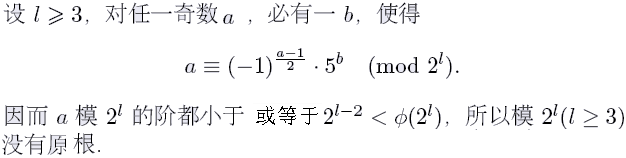 设 l ⩾ 3, 对任一奇数 a , 必有一 b, 使得
a ≡ (−1)^{\frac{a−1}{2}} · 5^b (mod 2^l).
因而 a 模 2^l 的阶都小于 或等于 2^{l−2} < ϕ(2^l), 所以模 2^l(l ≥ 3)
没有原根.